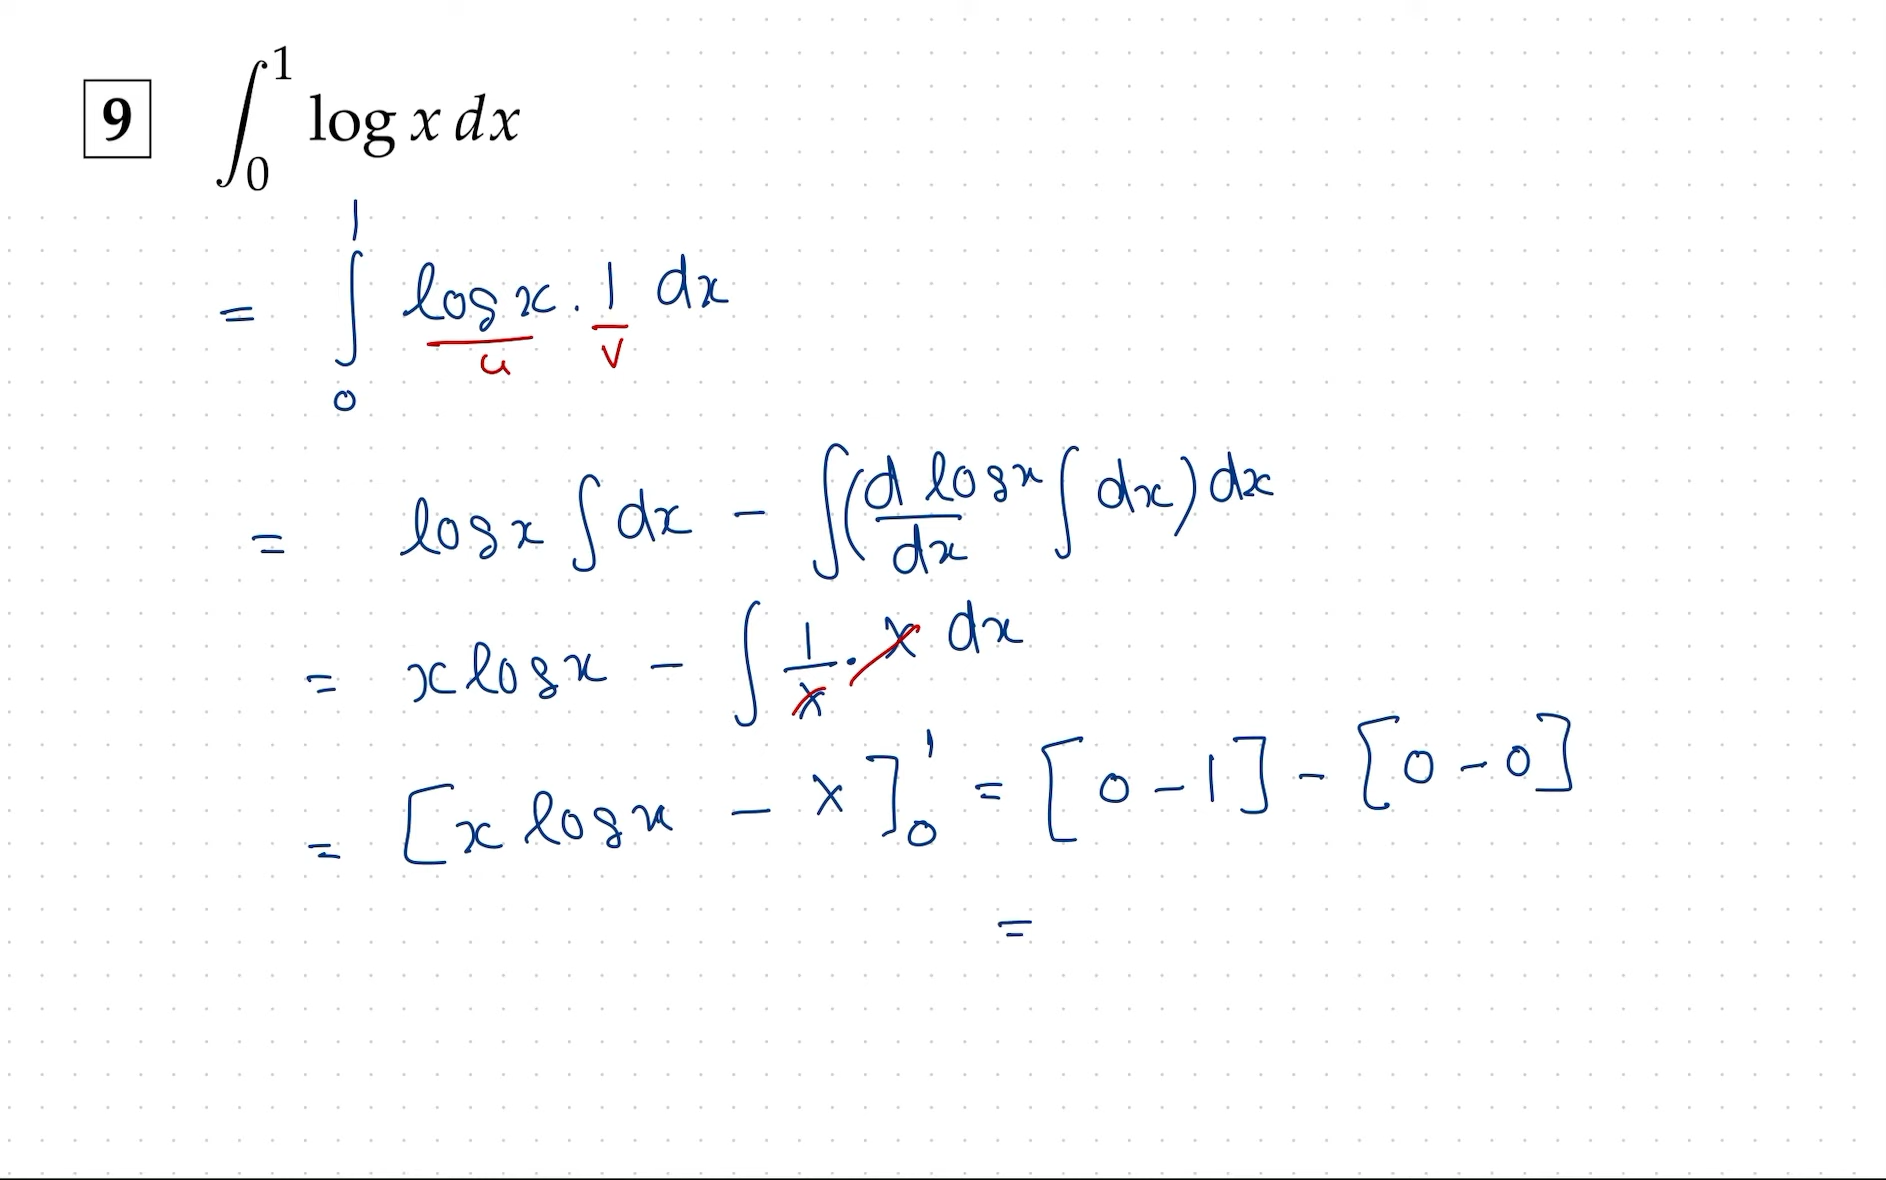 9 ∫₀¹ log x dx
= ∫₀¹ log x . 1 dx
u v
= log x ∫ dx − ∫ (d log x / dx ∫ dx) dx
= x log x − ∫ 1/x . x dx
= [x log x − x]₀¹ = [0 − 1] − [0 − 0]
=